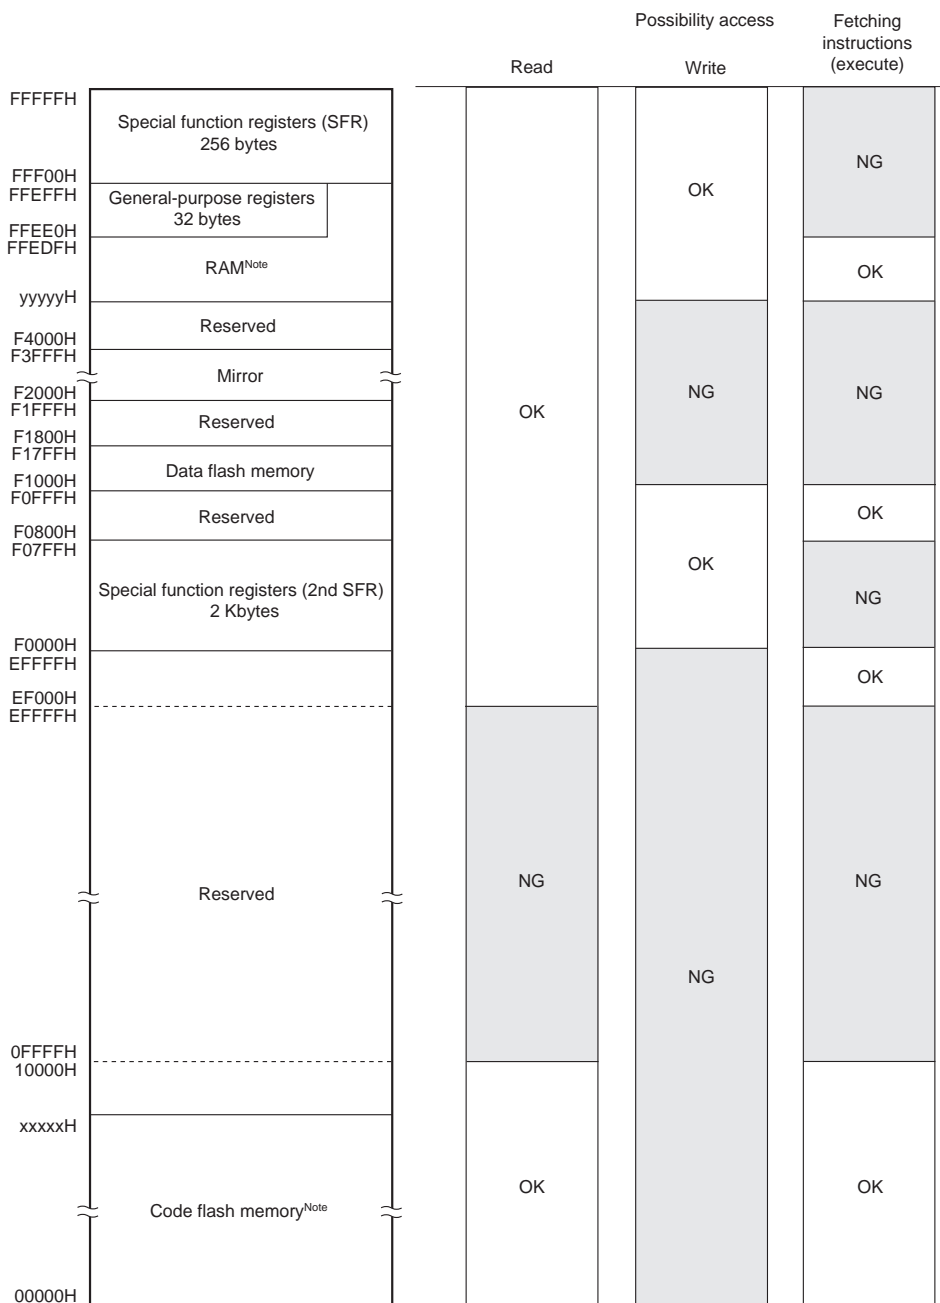 Possibility access
Read
Write
Fetching
instructions
(execute)
FFFFFH
Special function registers (SFR)
256 bytes
FFF00H
FFEFFH
General-purpose registers
32 bytes
FFEE0H
FFEDFH
RAMNote
yyyyyH
Reserved
F4000H
F3FFFH
Mirror
F2000H
F1FFFH
Reserved
F1800H
F17FFH
Data flash memory
F1000H
F0FFFH
Reserved
F0800H
F07FFH
Special function registers (2nd SFR)
2 Kbytes
F0000H
EFFFFH
EF000H
EFFFFH
Reserved
0FFFFH
10000H
xxxxxH
Code flash memoryNote
00000H
OK
NG
OK
OK
NG
OK
NG
NG
OK
NG
OK
NG
OK
NG
OK